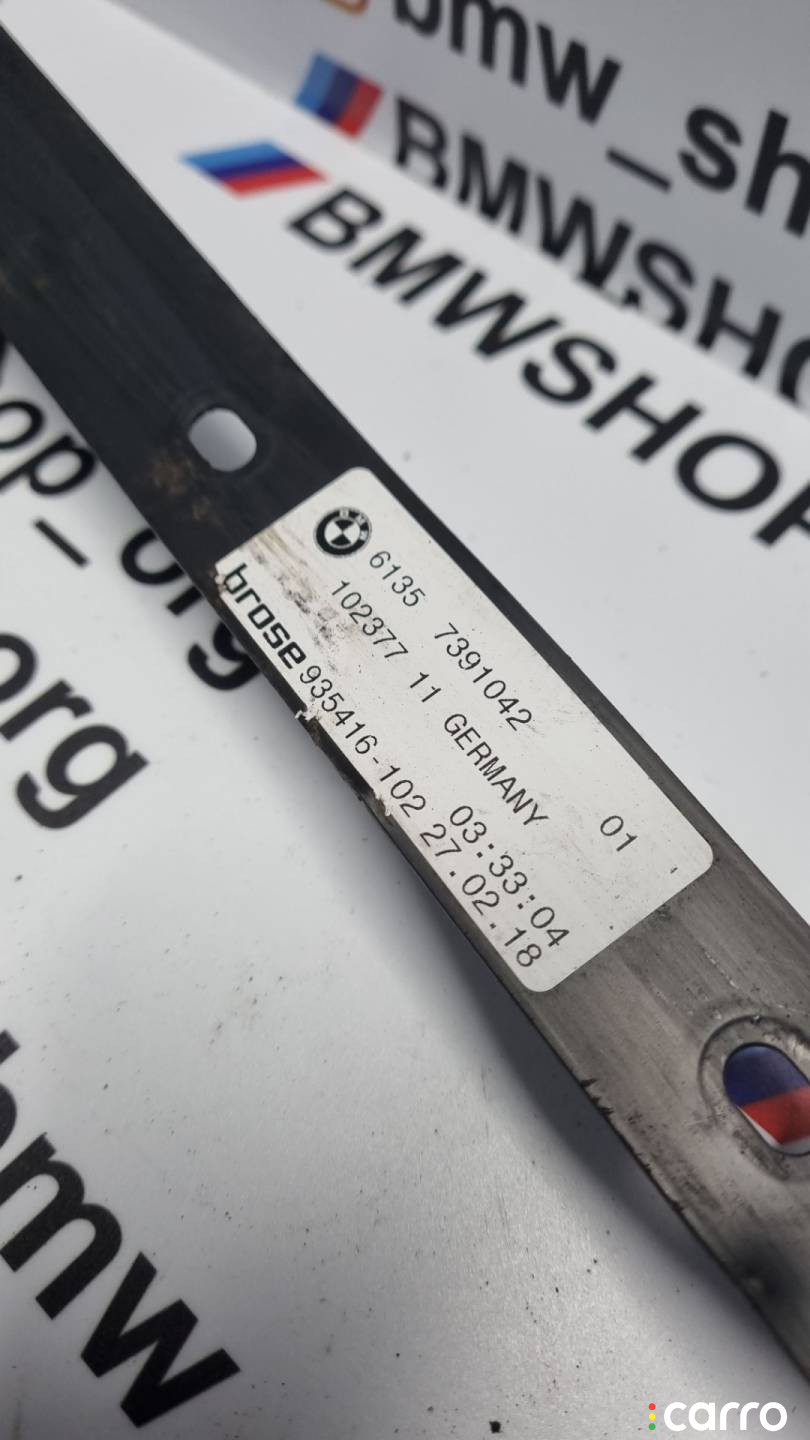 bmw_sh
BMWSHO
BMWSHOP
op_org
org
bmw
6135 7391042 01
102377 11 GERMANY
03:33:04
brose 935416-102 27.02.18
carro